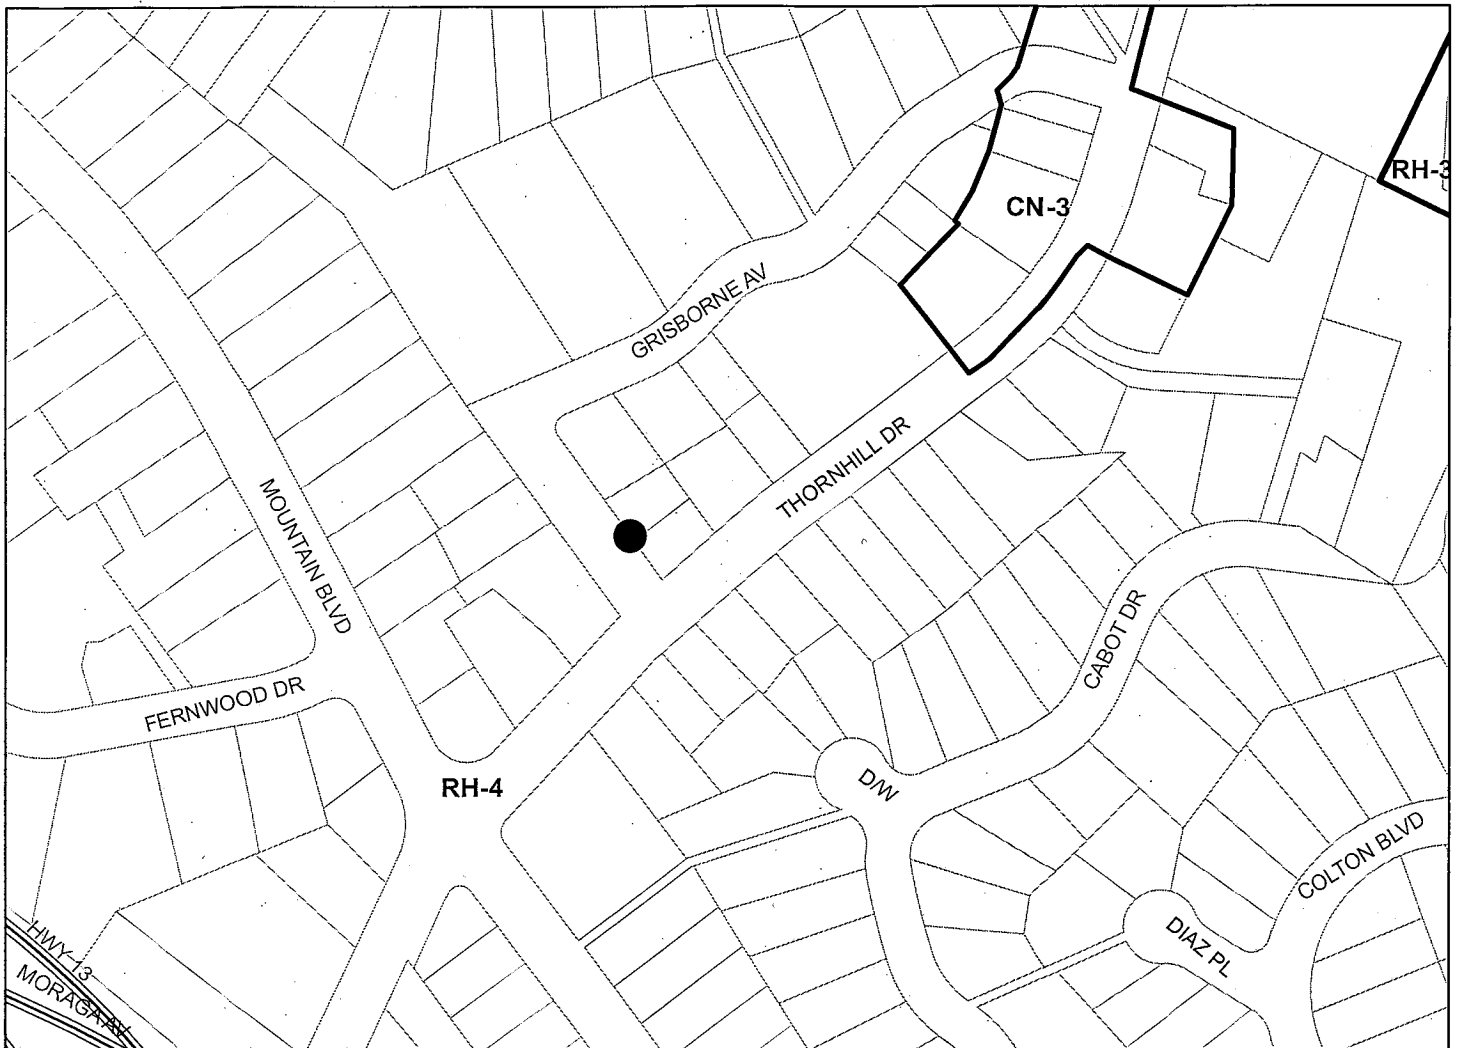 RH-3
CN-3
GRISBORNE AV
THORNHILL DR
MOUNTAIN BLVD
CABOT DR
FERNWOOD DR
D/W
RH-4
COLTON BLVD
DIAZ PL
HWY 13
MORAGA AV